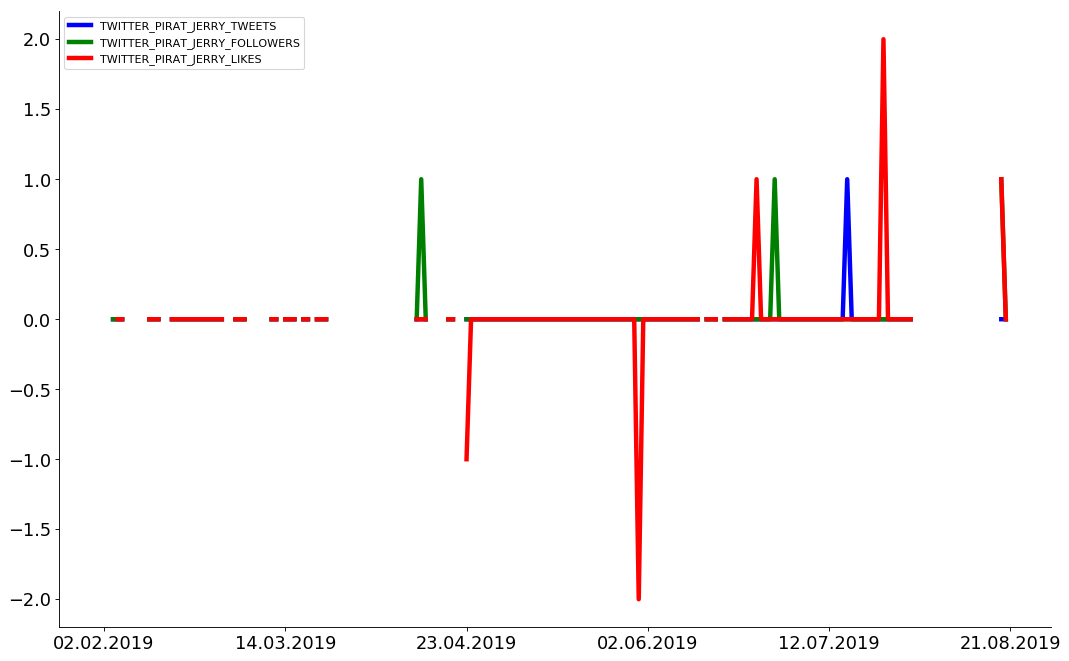 TWITTER_PIRAT_JERRY_TWEETS
TWITTER_PIRAT_JERRY_FOLLOWERS
TWITTER_PIRAT_JERRY_LIKES
2.0
1.5
1.0
0.5
0.0
−0.5
−1.0
−1.5
−2.0
02.02.2019 14.03.2019 23.04.2019 02.06.2019 12.07.2019 21.08.2019